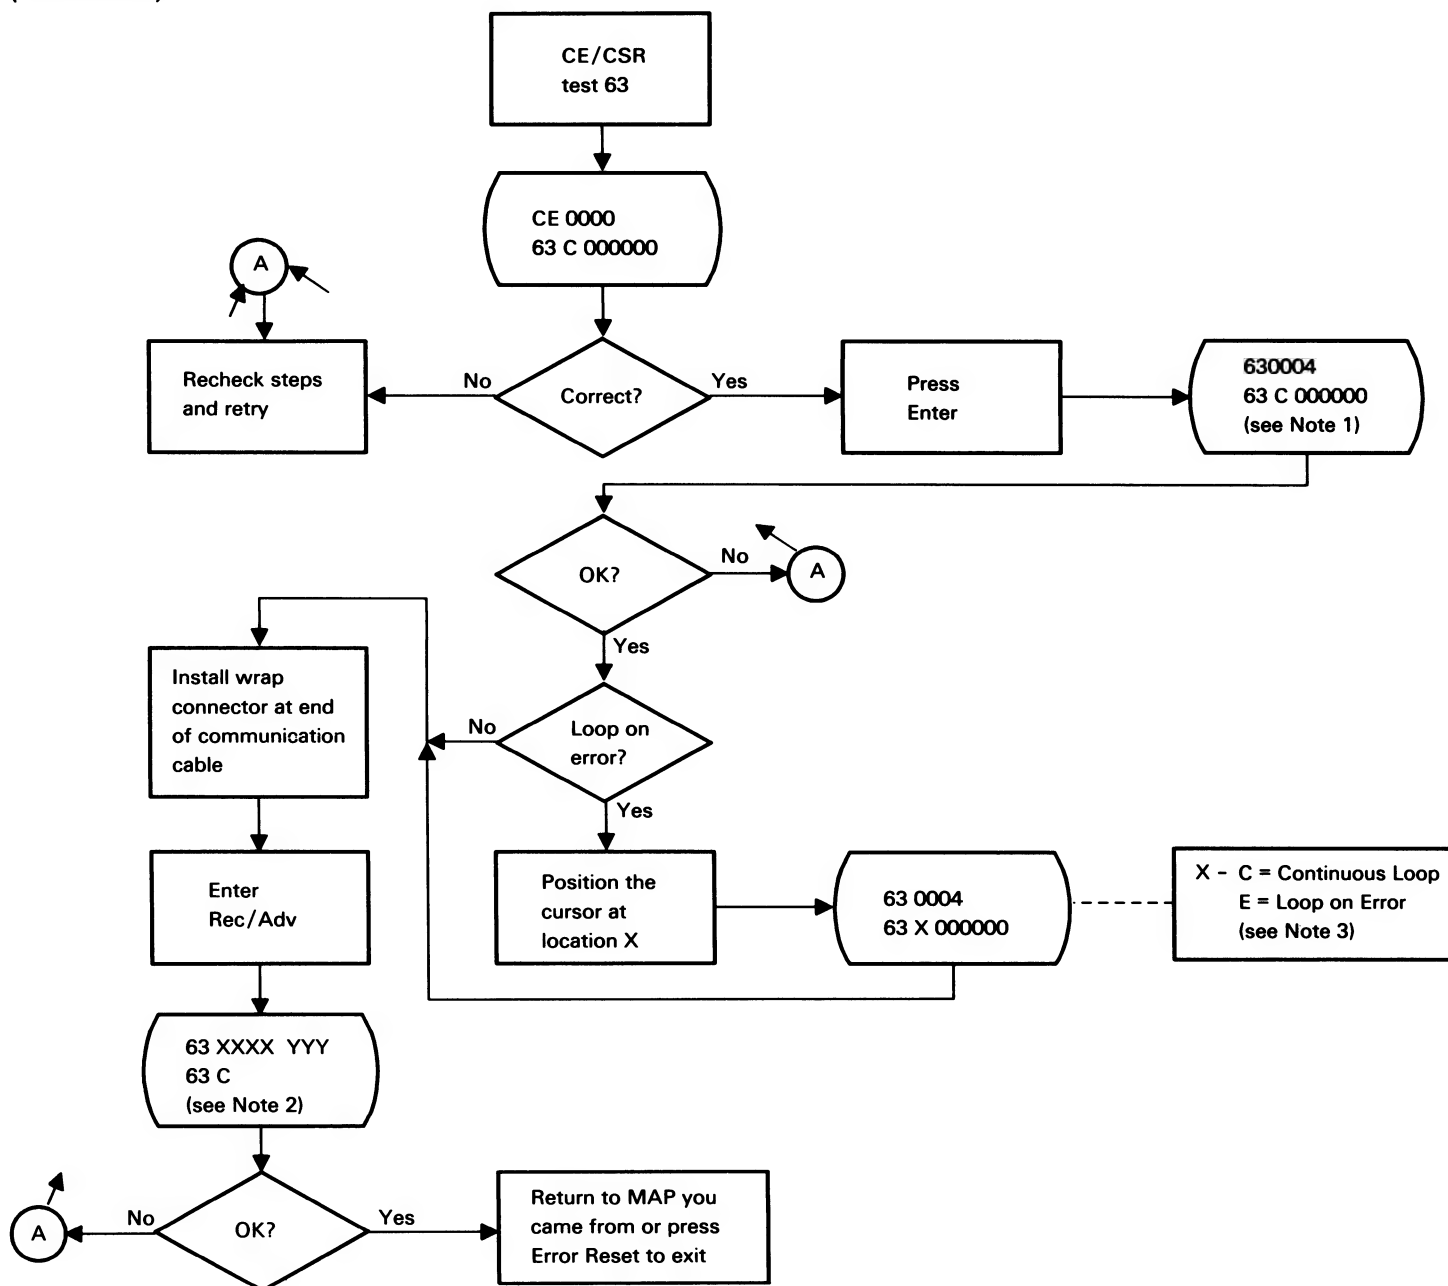 CE/CSR
test 63
CE 0000
63 C 000000
A
Recheck steps
and retry
No
Correct?
Yes
Press
Enter
630004
63 C 000000
(see Note 1)
OK?
No
A
Yes
Install wrap
connector at end
of communication
cable
No
Loop on
error?
Yes
Enter
Rec/Adv
Position the
cursor at
location X
63 0004
63 X 000000
X - C = Continuous Loop
E = Loop on Error
(see Note 3)
63 XXXX YYY
63 C
(see Note 2)
A
No
OK?
Yes
Return to MAP you
came from or press
Error Reset to exit